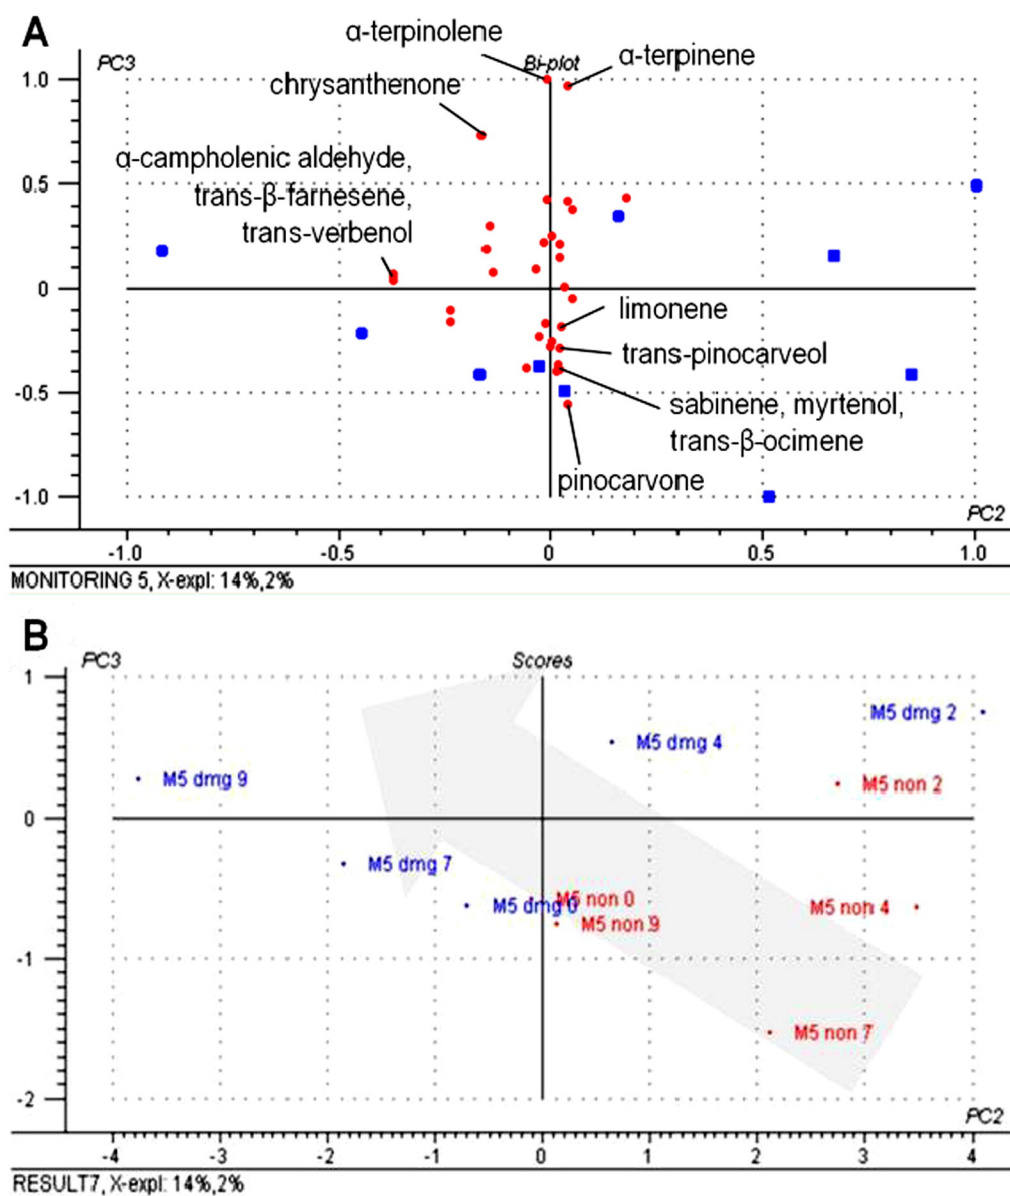 A
α-terpinolene
PC3
Bi-plot
α-terpinene
chrysanthenone
1.0
α-campholenic aldehyde,
trans-β-farnesene,
trans-verbenol
0.5
0
limonene
trans-pinocarveol
sabinene, myrtenol,
trans-β-ocimene
-0.5
pinocarvone
-1.0
PC2
-1.0 -0.5 0 0.5 1.0
MONITORING 5, X-expl: 14%,2%
B
PC3
Scores
1
M5 dmg 2
M5 dmg 4
M5 dmg 9
M5 non 2
0
M5 dmg 7
M5 non 0
M5 dmg 0
M5 non 4
M5 non 9
-1
M5 non 7
-2
PC2
-4 -3 -2 -1 0 1 2 3 4
RESULT7, X-expl: 14%,2%